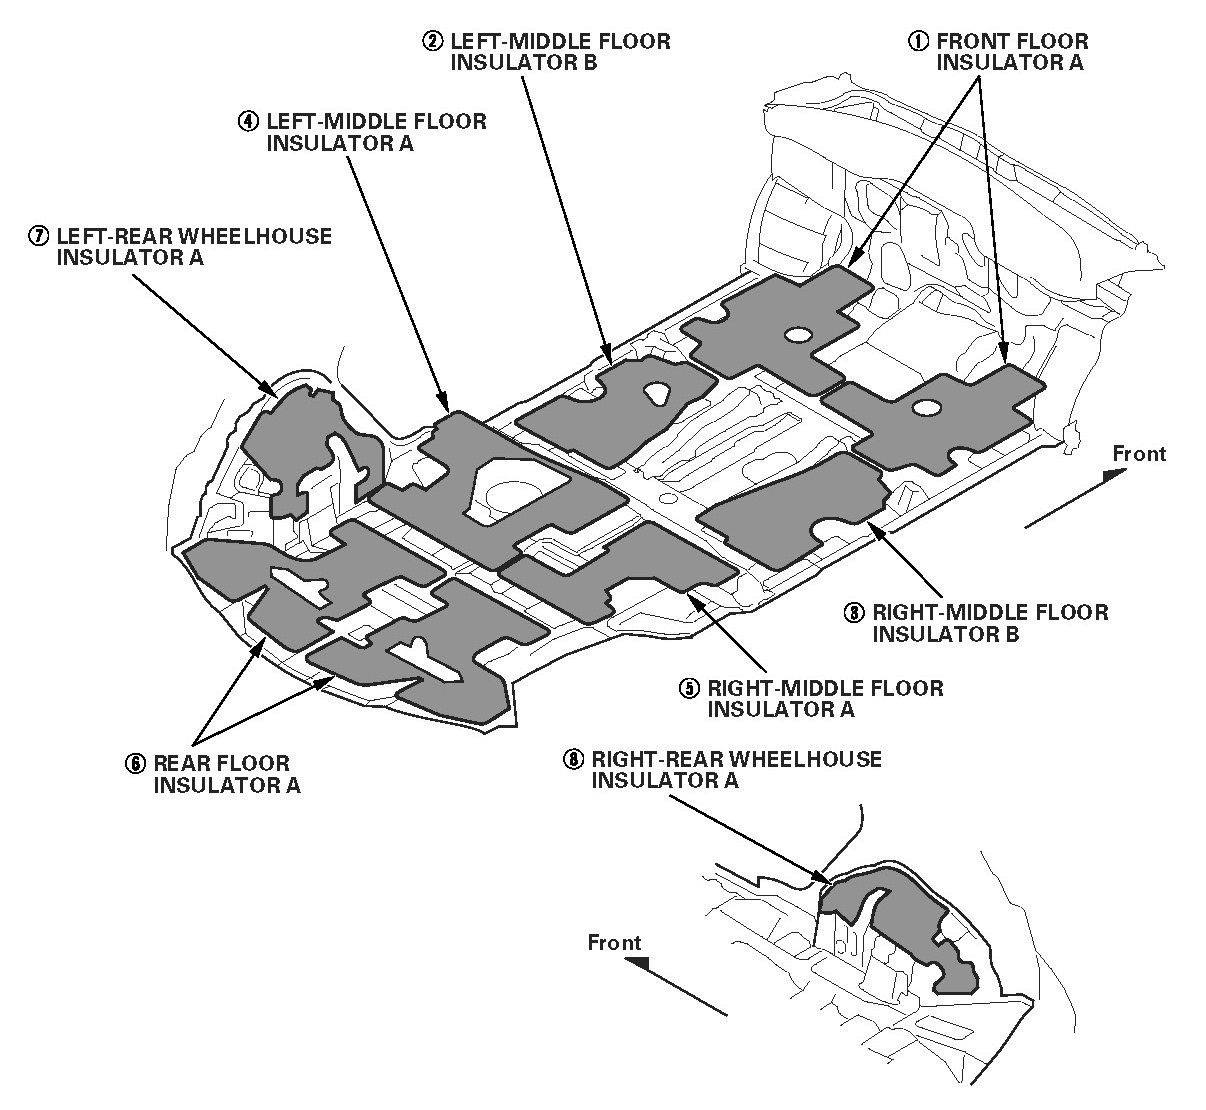 ② LEFT-MIDDLE FLOOR
INSULATOR B
① FRONT FLOOR
INSULATOR A
④ LEFT-MIDDLE FLOOR
INSULATOR A
⑦ LEFT-REAR WHEELHOUSE
INSULATOR A
Front
③ RIGHT-MIDDLE FLOOR
INSULATOR B
⑤ RIGHT-MIDDLE FLOOR
INSULATOR A
⑥ REAR FLOOR
INSULATOR A
⑧ RIGHT-REAR WHEELHOUSE
INSULATOR A
Front